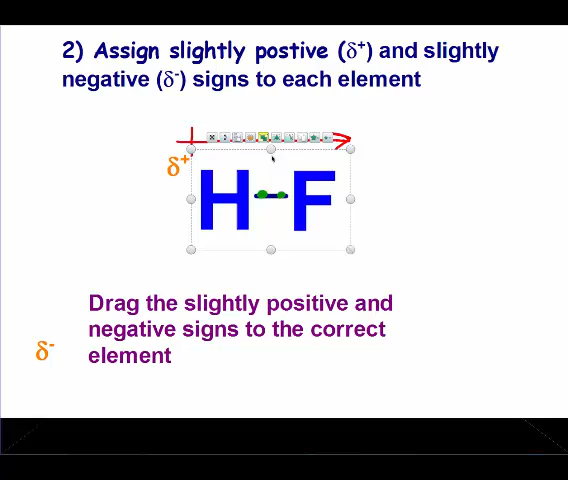 2) Assign slightly postive (δ⁺) and slightly
negative (δ⁻) signs to each element
δ⁺
H-F
Drag the slightly positive and
negative signs to the correct
element
δ⁻